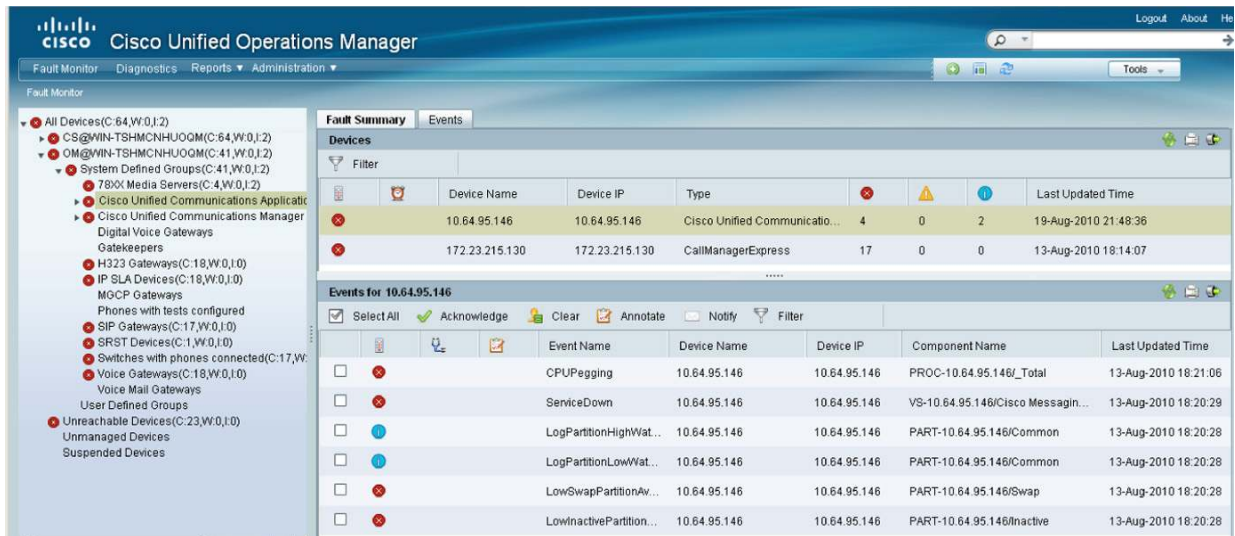 Logout About He
CISCO Cisco Unified Operations Manager
Fault Monitor Diagnostics Reports Administration
Tools
Fault Monitor
All Devices(C:64,W:0,I:2)
CS@WIN-TSHMCNHUOQM(C:64,W:0,I:2)
OM@WIN-TSHMCNHUOQM(C:41,W:0,I:2)
System Defined Groups(C:41,W:0,I:2)
78XX Media Servers(C:4,W:0,I:2)
Cisco Unified Communications Applicatio
Cisco Unified Communications Manager
Digital Voice Gateways
Gatekeepers
H323 Gateways(C:18,W:0,I:0)
IP SLA Devices(C:18,W:0,I:0)
MGCP Gateways
Phones with tests configured
SIP Gateways(C:17,W:0,I:0)
SRST Devices(C:1,W:0,I:0)
Switches with phones connected(C:17,W:
Voice Gateways(C:18,W:0,I:0)
Voice Mail Gateways
User Defined Groups
Unreachable Devices(C:23,W:0,I:0)
Unmanaged Devices
Suspended Devices
Fault Summary Events
Devices
Filter
Device Name Device IP Type Last Updated Time
10.64.95.146 10.64.95.146 Cisco Unified Communicatio... 4 0 2 19-Aug-2010 21:48:36
172.23.215.130 172.23.215.130 CallManagerExpress 17 0 0 13-Aug-2010 18:14:07
Events for 10.64.95.146
Select All Acknowledge Clear Annotate Notify Filter
Event Name Device Name Device IP Component Name Last Updated Time
CPUPegging 10.64.95.146 10.64.95.146 PROC-10.64.95.146/_Total 13-Aug-2010 18:21:06
ServiceDown 10.64.95.146 10.64.95.146 VS-10.64.95.146/Cisco Messagin... 13-Aug-2010 18:20:29
LogPartitionHighWat... 10.64.95.146 10.64.95.146 PART-10.64.95.146/Common 13-Aug-2010 18:20:28
LogPartitionLowWat... 10.64.95.146 10.64.95.146 PART-10.64.95.146/Common 13-Aug-2010 18:20:28
LowSwapPartitionAv... 10.64.95.146 10.64.95.146 PART-10.64.95.146/Swap 13-Aug-2010 18:20:28
LowInactivePartition... 10.64.95.146 10.64.95.146 PART-10.64.95.146/Inactive 13-Aug-2010 18:20:28